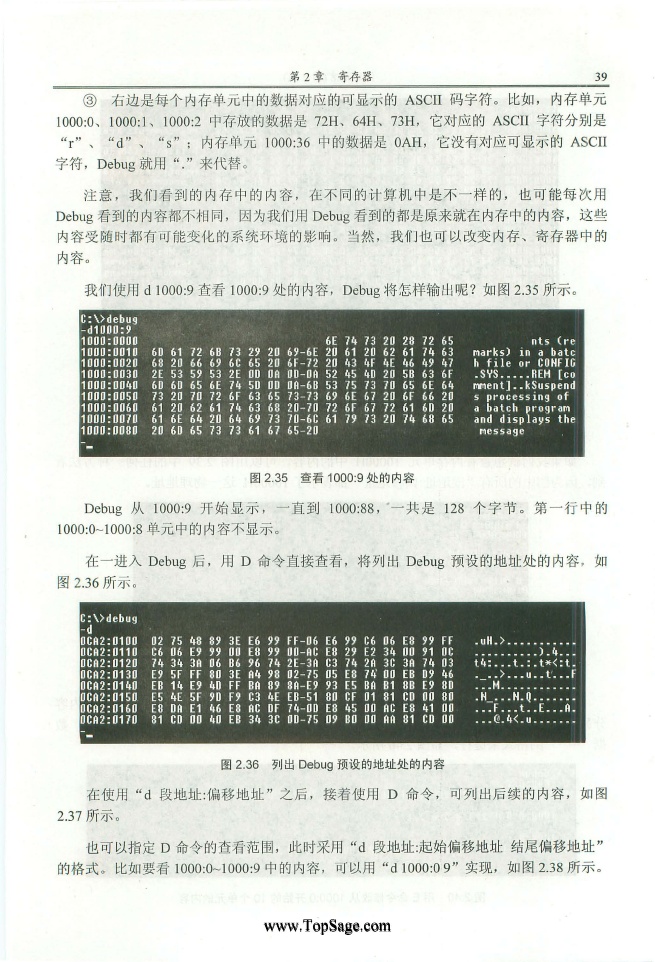 第 2 章 寄存器 39
③ 右边是每个内存单元中的数据对应的可显示的 ASCII 码字符。比如，内存单元
1000:0、1000:1、1000:2 中存放的数据是 72H、64H、73H，它对应的 ASCII 字符分别是
“r”、“d”、“s”；内存单元 1000:36 中的数据是 0AH，它没有对应可显示的 ASCII
字符，Debug 就用“.”来代替。
注意，我们看到的内存中的内容，在不同的计算机中是不一样的，也可能每次用
Debug 看到的内容都不相同，因为我们用 Debug 看到的都是原来就在内存中的内容，这些
内容受随时都有可能变化的系统环境的影响。当然，我们也可以改变内存、寄存器中的
内容。
我们使用 d 1000:9 查看 1000:9 处的内容，Debug 将怎样输出呢？如图 2.35 所示。
C:\>debug
-d1000:9
1000:0000 6E 74 73 20 28 72 65 nts (re
1000:0010 6D 61 72 6B 73 29 20 69-6E 20 61 20 62 61 74 63 marks) in a batc
1000:0020 68 20 66 69 6C 65 20 6F-72 20 43 4F 4E 46 49 47 h file or CONFIG
1000:0030 2E 53 59 53 2E 0D 0A 0D-0A 52 45 4D 20 5B 63 6F .SYS.....REM [co
1000:0040 6D 6D 65 6E 74 5D 0D 0A-6B 53 75 73 70 65 6E 64 mment]..kSuspend
1000:0050 73 20 70 72 6F 63 65 73-73 69 6E 67 20 6F 66 20 s processing of
1000:0060 61 20 62 61 74 63 68 20-70 72 6F 67 72 61 6D 20 a batch program
1000:0070 61 6E 64 20 64 69 73 70-6C 61 79 73 20 74 68 65 and displays the
1000:0080 20 6D 65 73 73 61 67 65-20 message
-_
图 2.35 查看 1000:9 处的内容
Debug 从 1000:9 开始显示，一直到 1000:88，一共是 128 个字节。第一行中的
1000:0~1000:8 单元中的内容不显示。
在一进入 Debug 后，用 D 命令直接查看，将列出 Debug 预设的地址处的内容，如
图 2.36 所示。
C:\>debug
-d
0CA2:0100 02 75 48 89 3E E6 99 FF-06 E6 99 C6 06 E8 99 FF .uH.>...........
0CA2:0110 C6 06 E9 99 00 E8 89 00-AC E8 29 E2 34 00 91 0C ..........).4...
0CA2:0120 74 34 3A 06 B6 96 74 2E-3A C3 74 2A 3C 3A 74 03 t4:...t.:.t*<:t.
0CA2:0130 E9 5F FF 80 3E A4 98 02-75 05 E8 74 00 EB D9 46 ._..>...u..t...F
0CA2:0140 EB 14 E9 4D FF BA 89 8A-E9 93 E5 BA B1 8B E9 8D ...M............
0CA2:0150 E5 4E 5F 9D F9 C3 4E EB-51 80 CF 01 81 CD 00 80 .N_...N.Q.......
0CA2:0160 E8 DA E1 46 E8 AC DF 74-0D E8 45 00 AC E8 41 00 ...F...t..E...A.
0CA2:0170 81 CD 00 40 EB 34 3C 0D-75 09 B0 00 AA 81 CD 00 ...@.4<.u.......
-_
图 2.36 列出 Debug 预设的地址处的内容
在使用“d 段地址:偏移地址”之后，接着使用 D 命令，可列出后续的内容，如图
2.37 所示。
也可以指定 D 命令的查看范围，此时采用“d 段地址:起始偏移地址 结尾偏移地址”
的格式。比如要看 1000:0~1000:9 中的内容，可以用“d 1000:0 9”实现，如图 2.38 所示。
www.TopSage.com